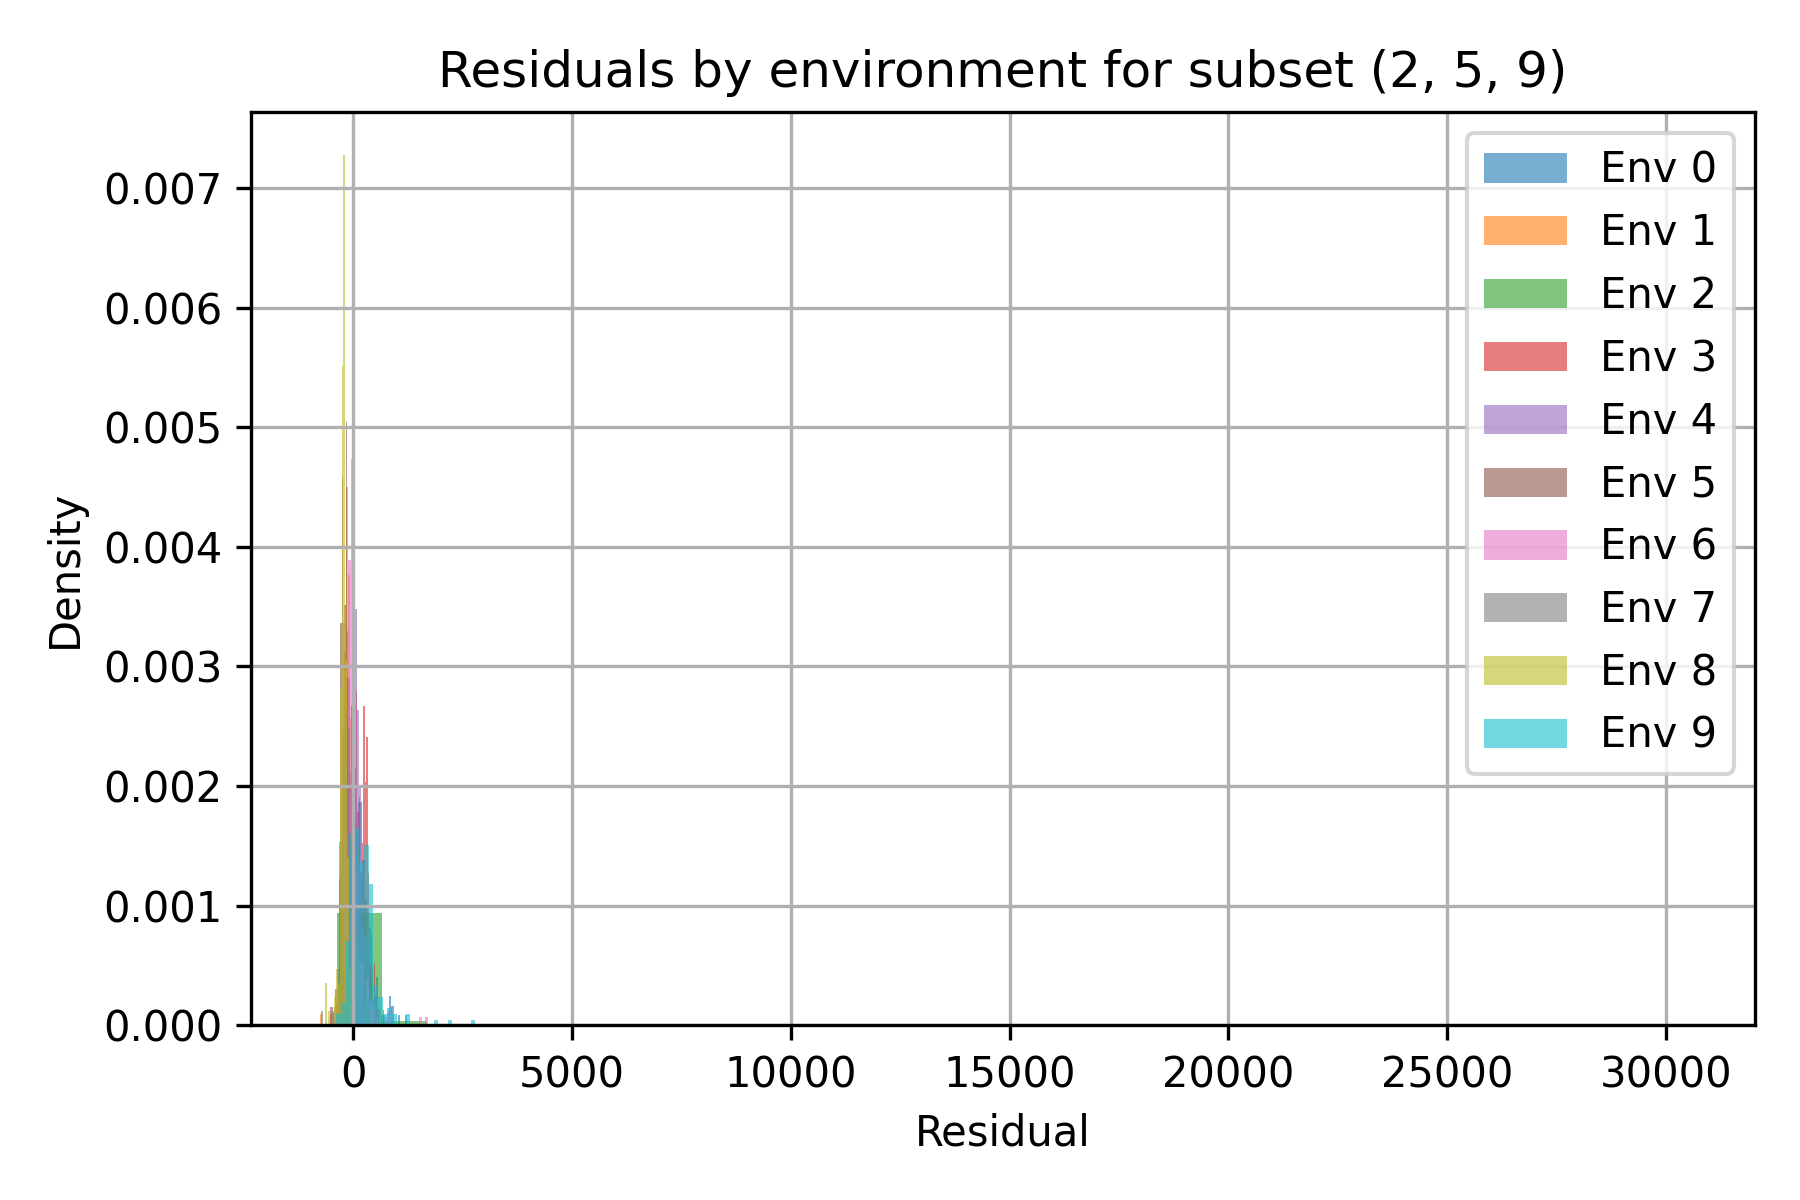 Residuals by environment for subset (2, 5, 9)
0.007
0.006
0.005
0.004
0.003
0.002
0.001
0.000
Density
0 5000 10000 15000 20000 25000 30000
Residual
Env 0
Env 1
Env 2
Env 3
Env 4
Env 5
Env 6
Env 7
Env 8
Env 9